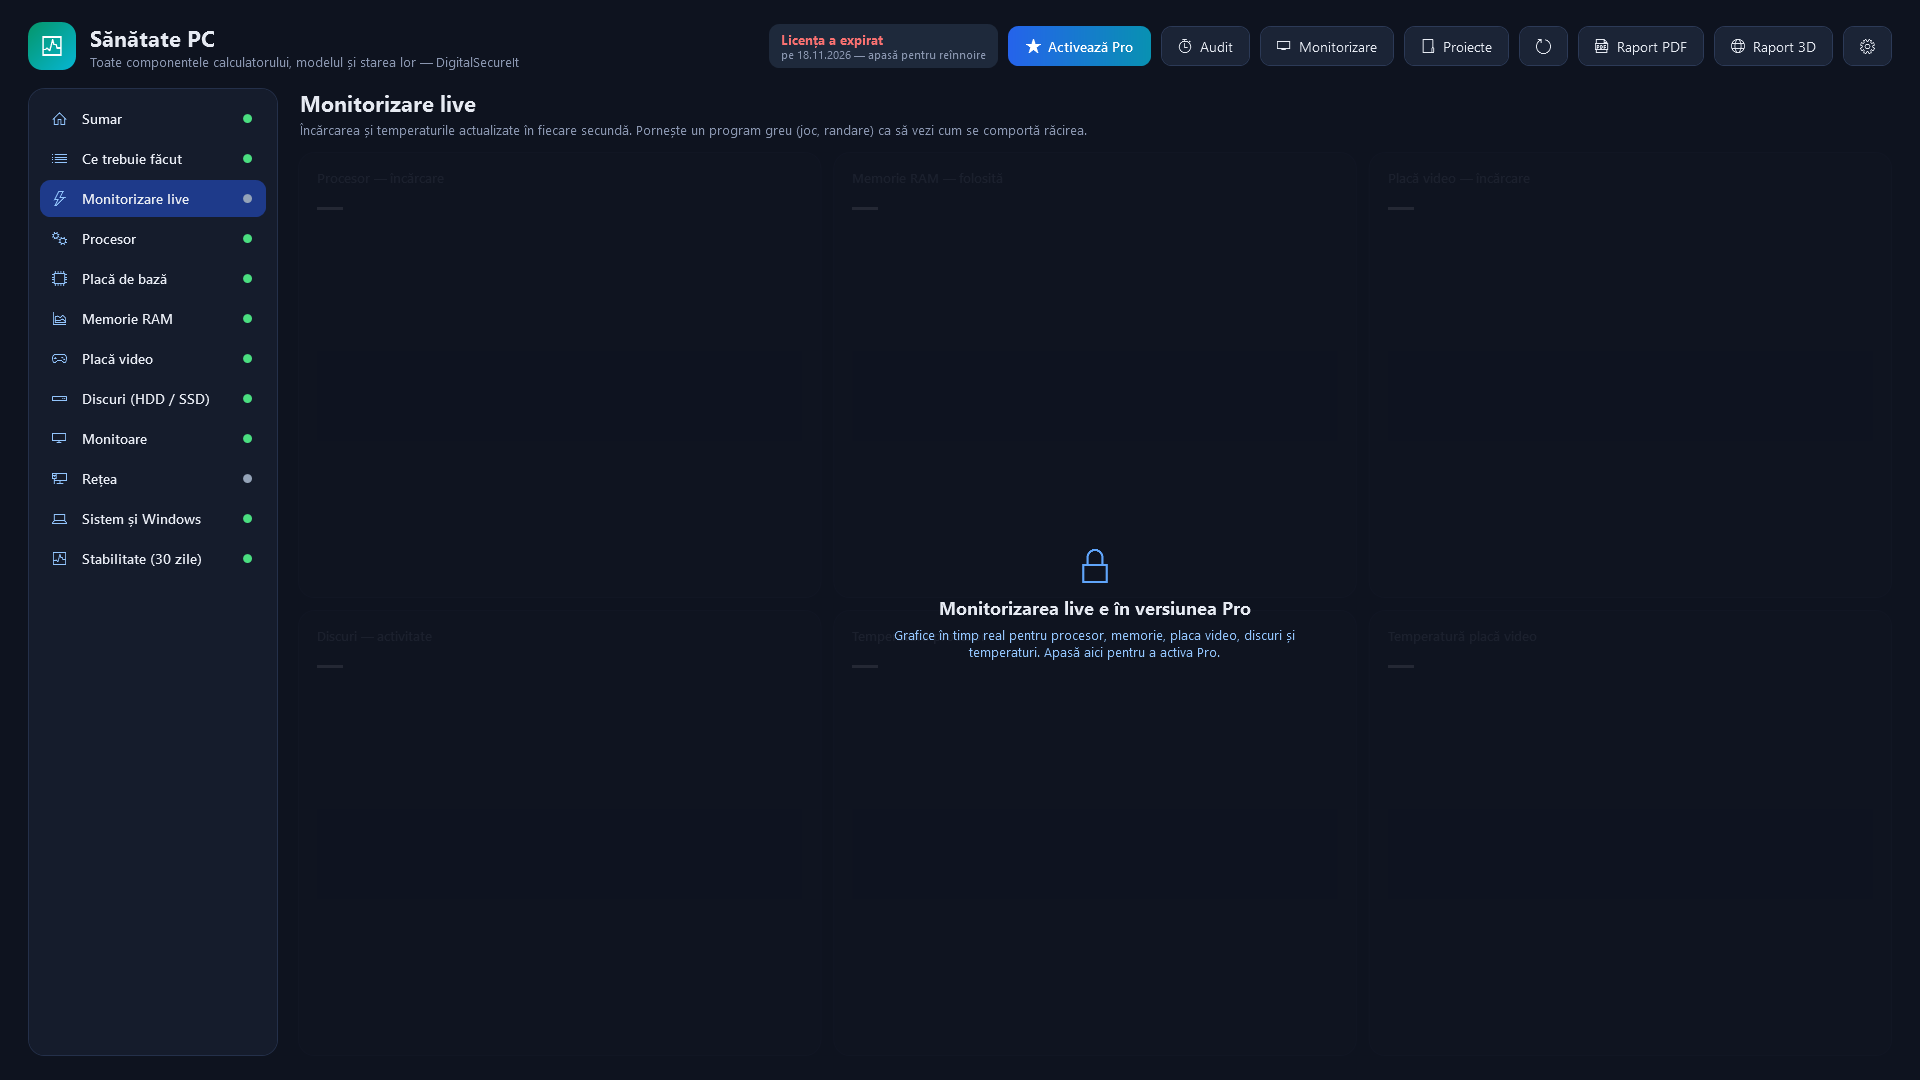 Sănătate PC
Toate componentele calculatorului, modelul și starea lor — DigitalSecureIt
Licența a expirat
pe 18.11.2026 — apasă pentru reînnoire
Activează Pro
Audit
Monitorizare
Proiecte
Raport PDF
Raport 3D
Sumar
Ce trebuie făcut
Monitorizare live
Procesor
Placă de bază
Memorie RAM
Placă video
Discuri (HDD / SSD)
Monitoare
Rețea
Sistem și Windows
Stabilitate (30 zile)
Monitorizare live
Încărcarea și temperaturile actualizate în fiecare secundă. Pornește un program greu (joc, randare) ca să vezi cum se comportă răcirea.
Procesor — încărcare
—
Memorie RAM — folosită
—
Placă video — încărcare
—
Monitorizarea live e în versiunea Pro
Grafice în timp real pentru procesor, memorie, placa video, discuri și
temperaturi. Apasă aici pentru a activa Pro.
Discuri — activitate
—
—
Temperatură placă video
—